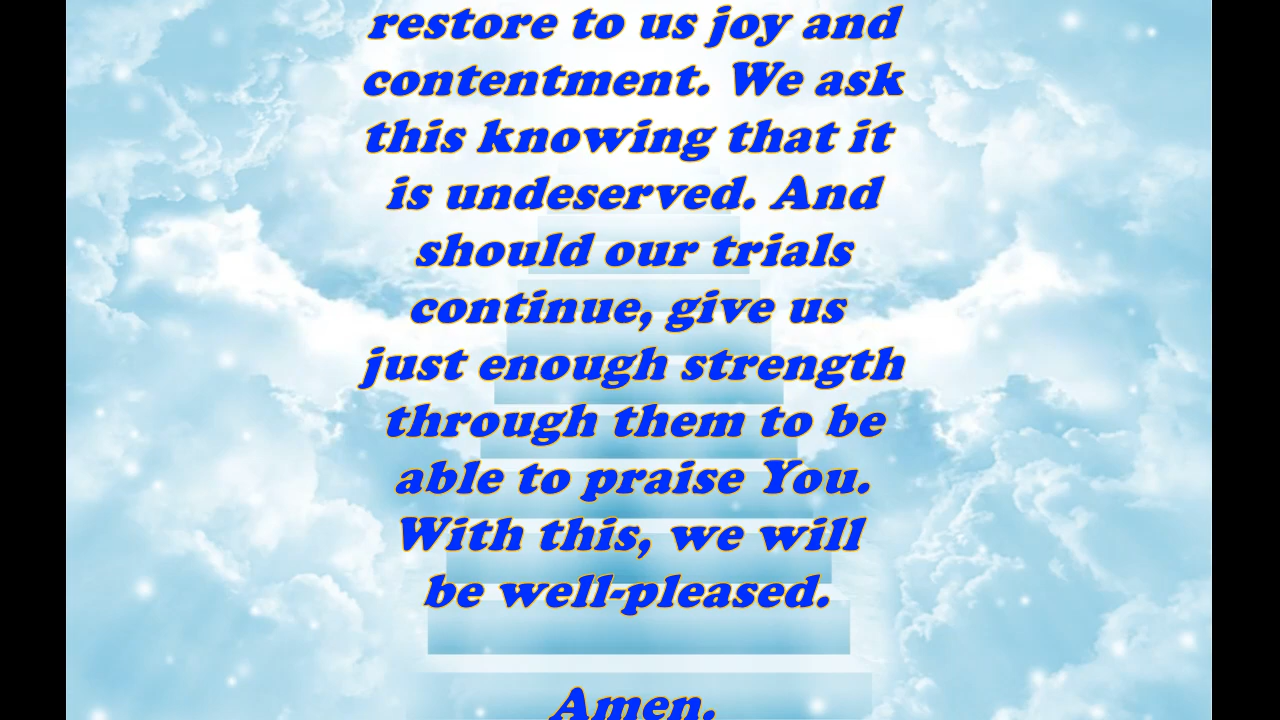 restore to us joy and
contentment. We ask
this knowing that it
is undeserved. And
should our trials
continue, give us
just enough strength
through them to be
able to praise You.
With this, we will
be well-pleased.
Amen.